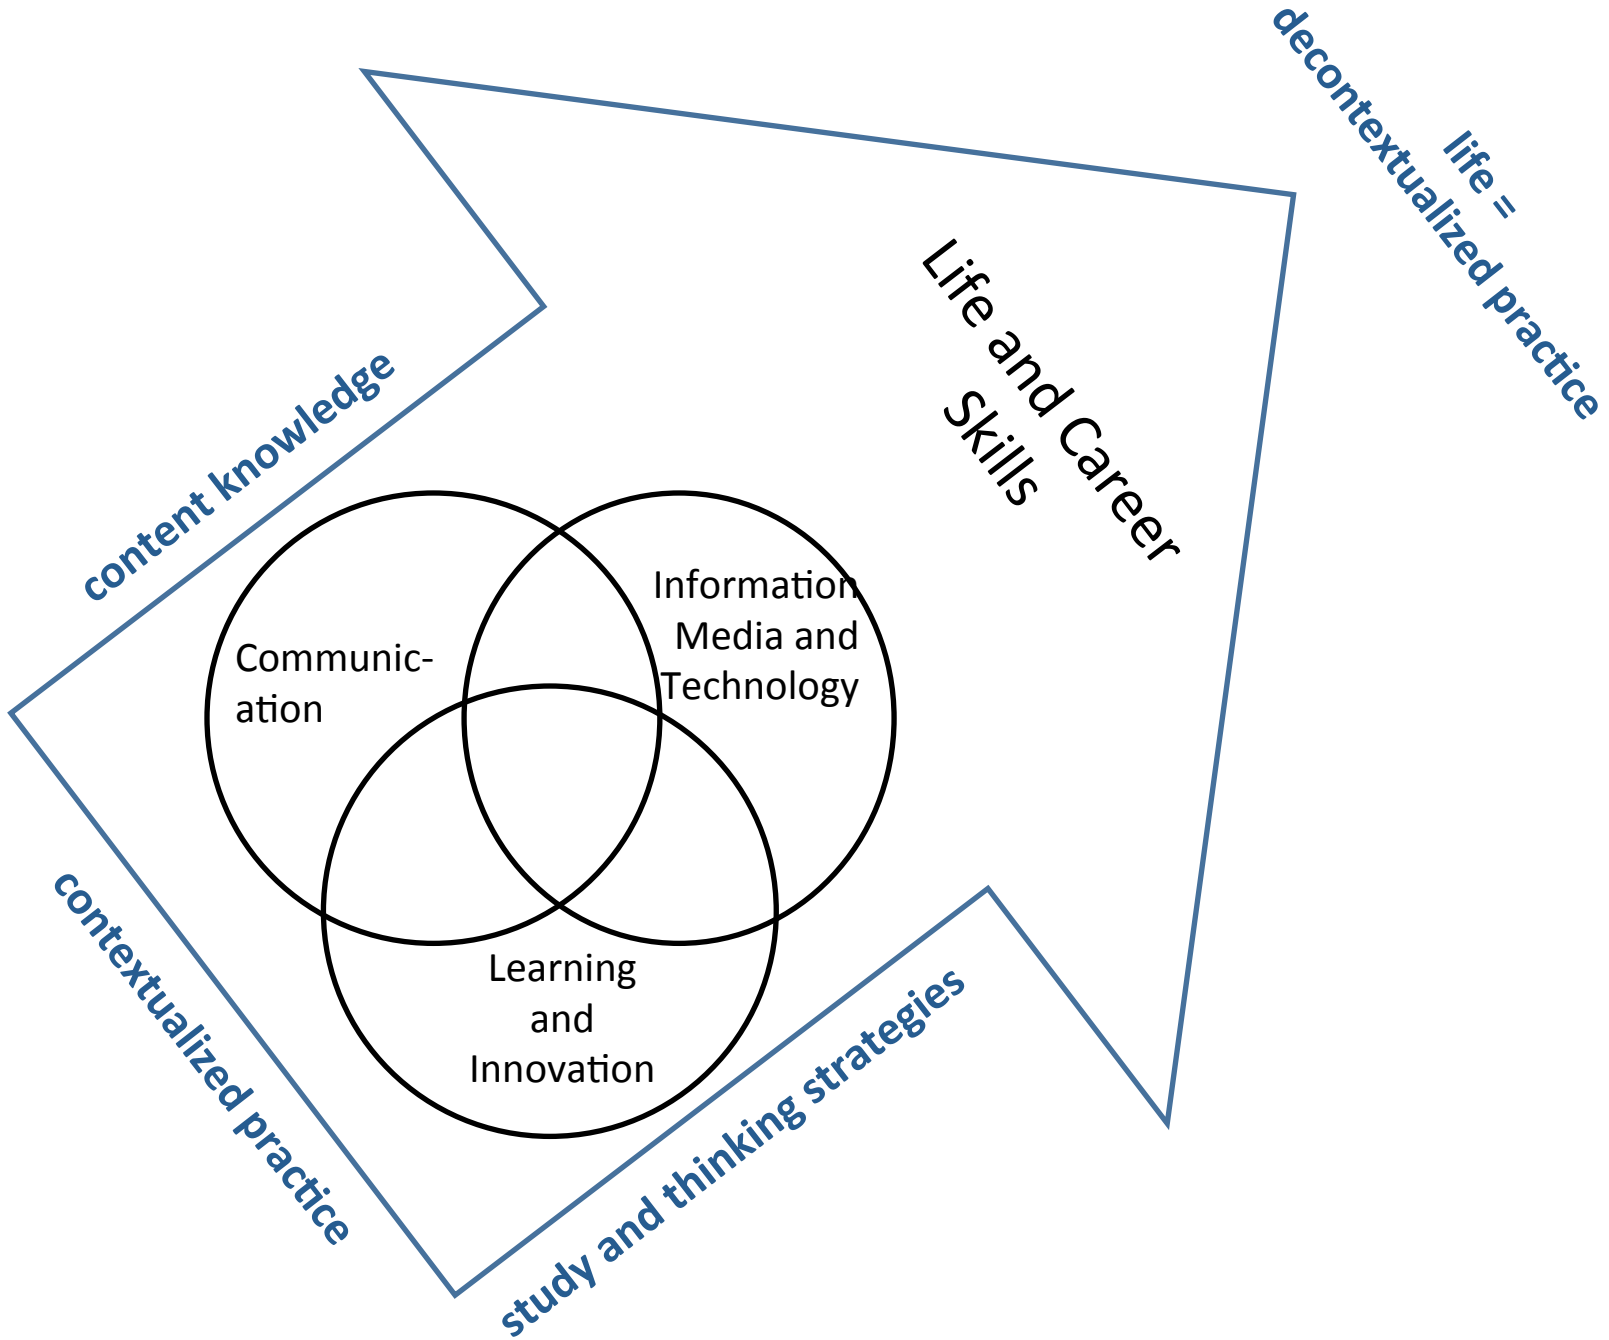 life =
decontextualized practice
Life and Career
Skills
content knowledge
Communic-
ation
Information
Media and
Technology
Learning
and
Innovation
contextualized practice
study and thinking strategies